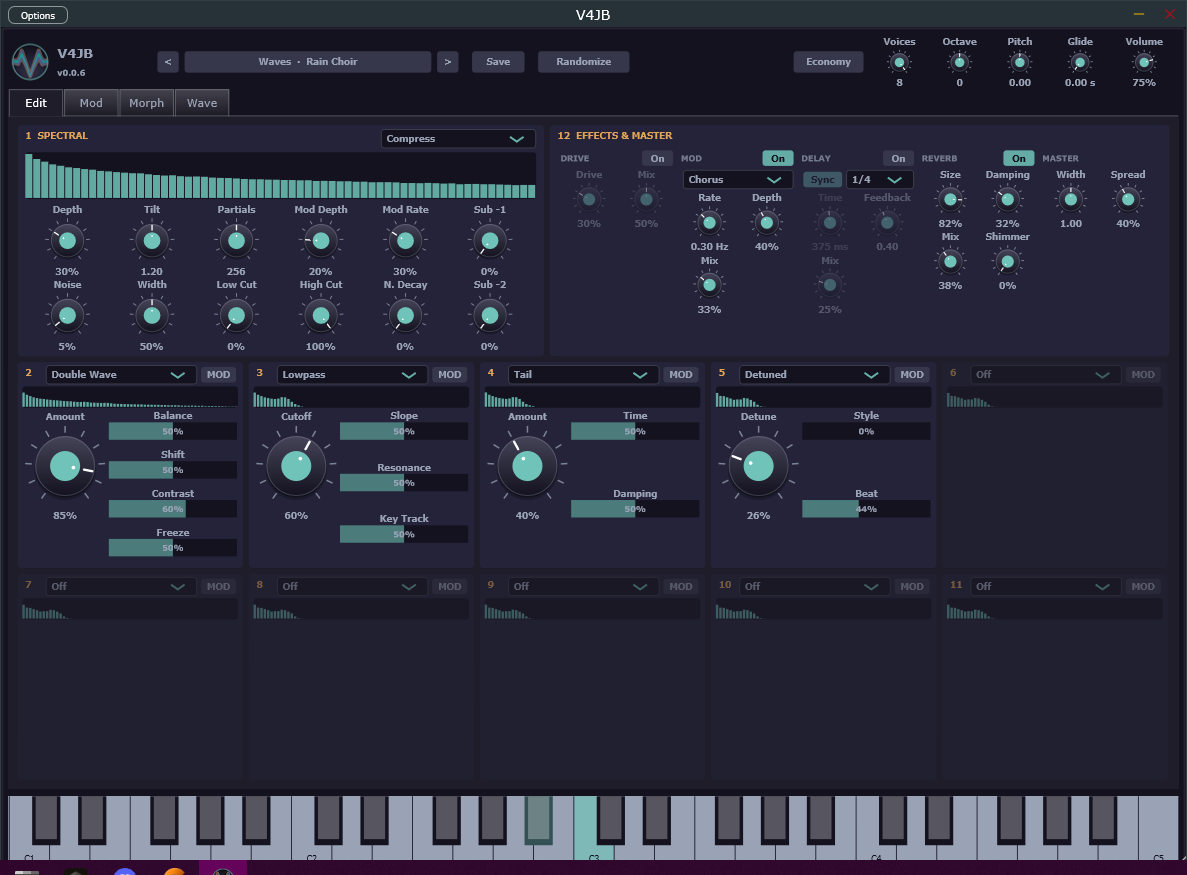 Options
V4JB
V4JB
v0.0.6
<
Waves · Rain Choir
>
Save
Randomize
Economy
Voices
Octave
Pitch
Glide
Volume
8
0
0.00
0.00 s
75%
Edit
Mod
Morph
Wave
1 SPECTRAL
Compress
Depth
Tilt
Partials
Mod Depth
Mod Rate
Sub -1
30%
1.20
256
20%
30%
0%
Noise
Width
Low Cut
High Cut
N. Decay
Sub -2
5%
50%
0%
100%
0%
0%
12 EFFECTS & MASTER
DRIVE
On
MOD
On
DELAY
On
REVERB
On
MASTER
Drive
Mix
30%
50%
Chorus
Rate
Depth
0.30 Hz
40%
Mix
33%
Sync
1/4
Time
Feedback
375 ms
0.40
Mix
25%
Size
Damping
82%
32%
Mix
Shimmer
38%
0%
Width
Spread
1.00
40%
2
Double Wave
MOD
Amount
85%
Balance
50%
Shift
50%
Contrast
60%
Freeze
50%
3
Lowpass
MOD
Cutoff
60%
Slope
50%
Resonance
50%
Key Track
50%
4
Tail
MOD
Amount
40%
Time
50%
Damping
50%
5
Detuned
MOD
Detune
26%
Style
0%
Beat
44%
6
Off
MOD
7
Off
MOD
8
Off
MOD
9
Off
MOD
10
Off
MOD
11
Off
MOD
C1
C2
C3
C4
C5